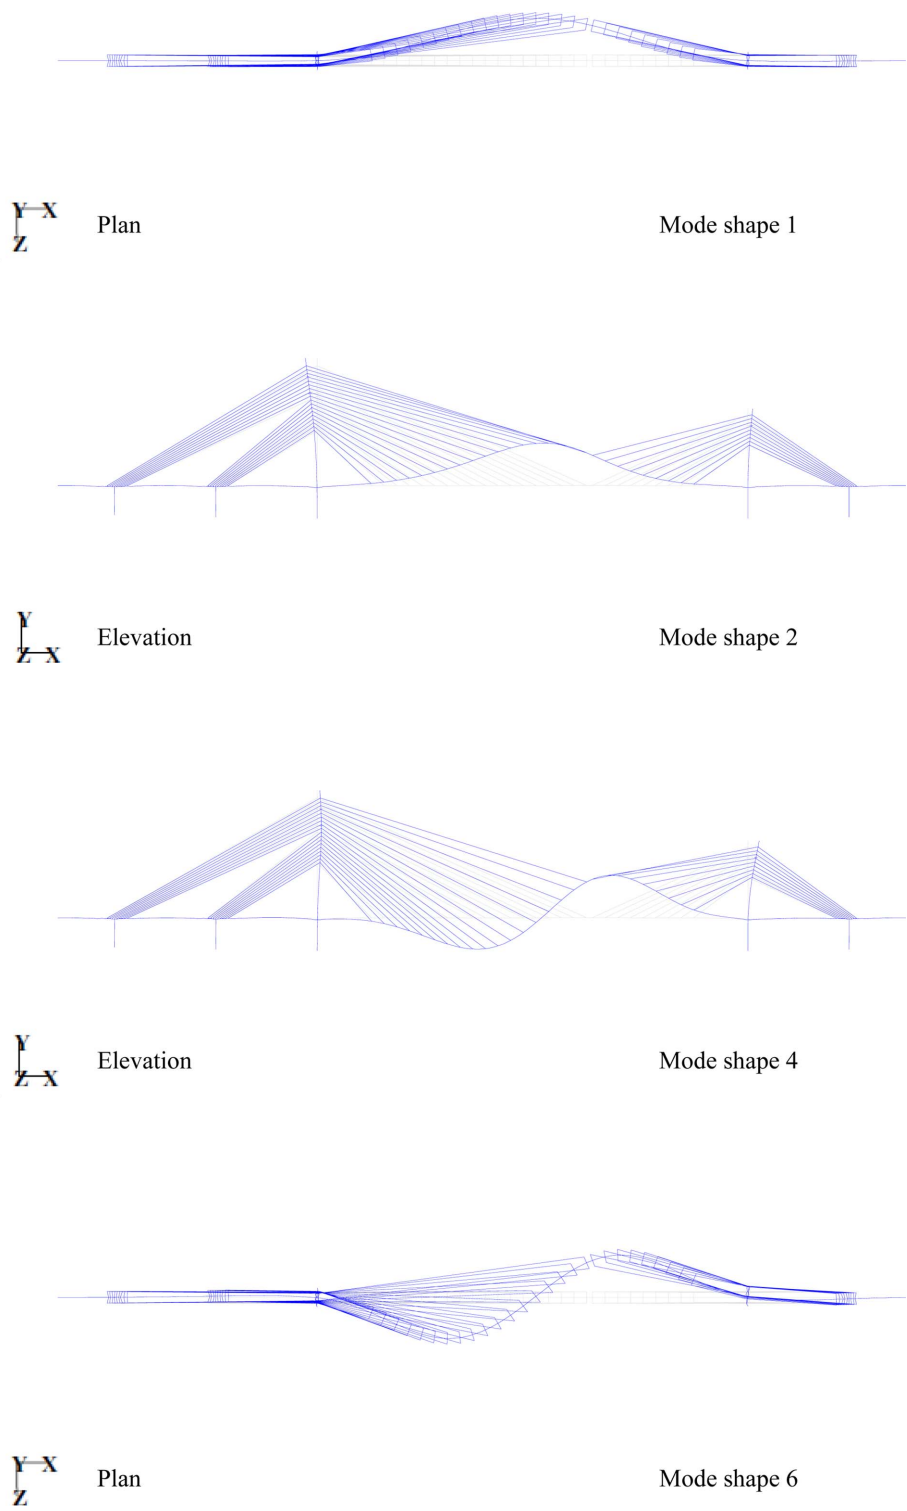 Y X
Z
Plan Mode shape 1
Y
Z X
Elevation Mode shape 2
Y
Z X
Elevation Mode shape 4
Y X
Z
Plan Mode shape 6